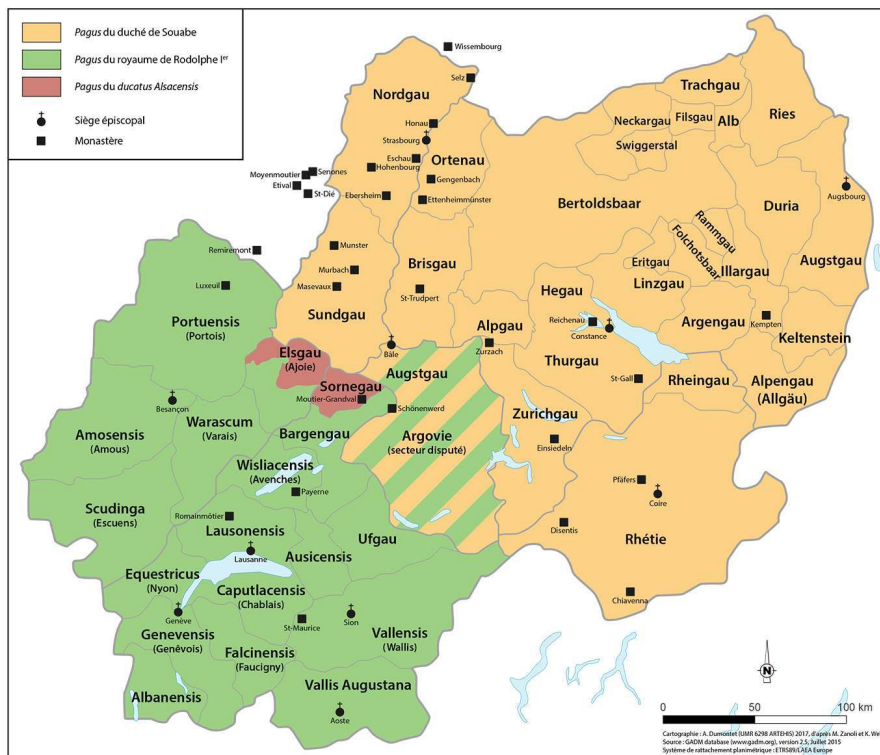 Pagus du duché de Souabe
Pagus du royaume de Rodolphe Ier
Pagus du ducatus Alsacensis
Siège épiscopal
Monastère
Wissembourg
Selz
Nordgau
Trachgau
Ries
Neckargau
Filsgau
Alb
Honau
Strasbourg
Swiggerstal
Ortenau
Eschau
Hohenbourg
Senones
Moyenmoutier
Etival
St-Dié
Gengenbach
Augsbourg
Ebersheim
Ettenheimmünster
Bertoldsbaar
Duria
Rammgau
Folchotsbaar
Remiremont
Munster
Brisgau
Eritgau
Illargau
Augstgau
Murbach
Linzgau
Luxeuil
Masevaux
St-Trudpert
Hegau
Sundgau
Reichenau
Constance
Argengau
Kempten
Portuensis
(Portois)
Alpgau
Keltenstein
Bâle
Zurzach
Elsgau
(Ajoie)
Augstgau
Thurgau
St-Gall
Rheingau
Alpengau
(Allgäu)
Sornegau
Moutier-Grandval
Schönenwerd
Besançon
Zurichgau
Warascum
(Varais)
Bargengau
Argovie
(secteur disputé)
Amosensis
(Amous)
Einsiedeln
Wisliacensis
(Avenches)
Payerne
Pfäfers
Coire
Scudinga
(Escuens)
Romainmôtier
Lausonensis
Disentis
Ufgau
Rhétie
Lausanne
Ausicensis
Equestricus
(Nyon)
Caputlacensis
(Chablais)
Chiavenna
Genève
St-Maurice
Sion
Genevensis
(Genêvois)
Vallensis
(Wallis)
Falcinensis
(Faucigny)
N
Albanensis
Vallis Augustana
Aoste
0 50 100 km
Cartographie : A. Dumontet (UMR 6298 ARTEHIS) 2017, d'après M. Zanoli et K. We
Source : GADM database (www.gadm.org), version 2.5, Juillet 2015
Système de rattachement planimétrique : ETRS89/LAEA Europe